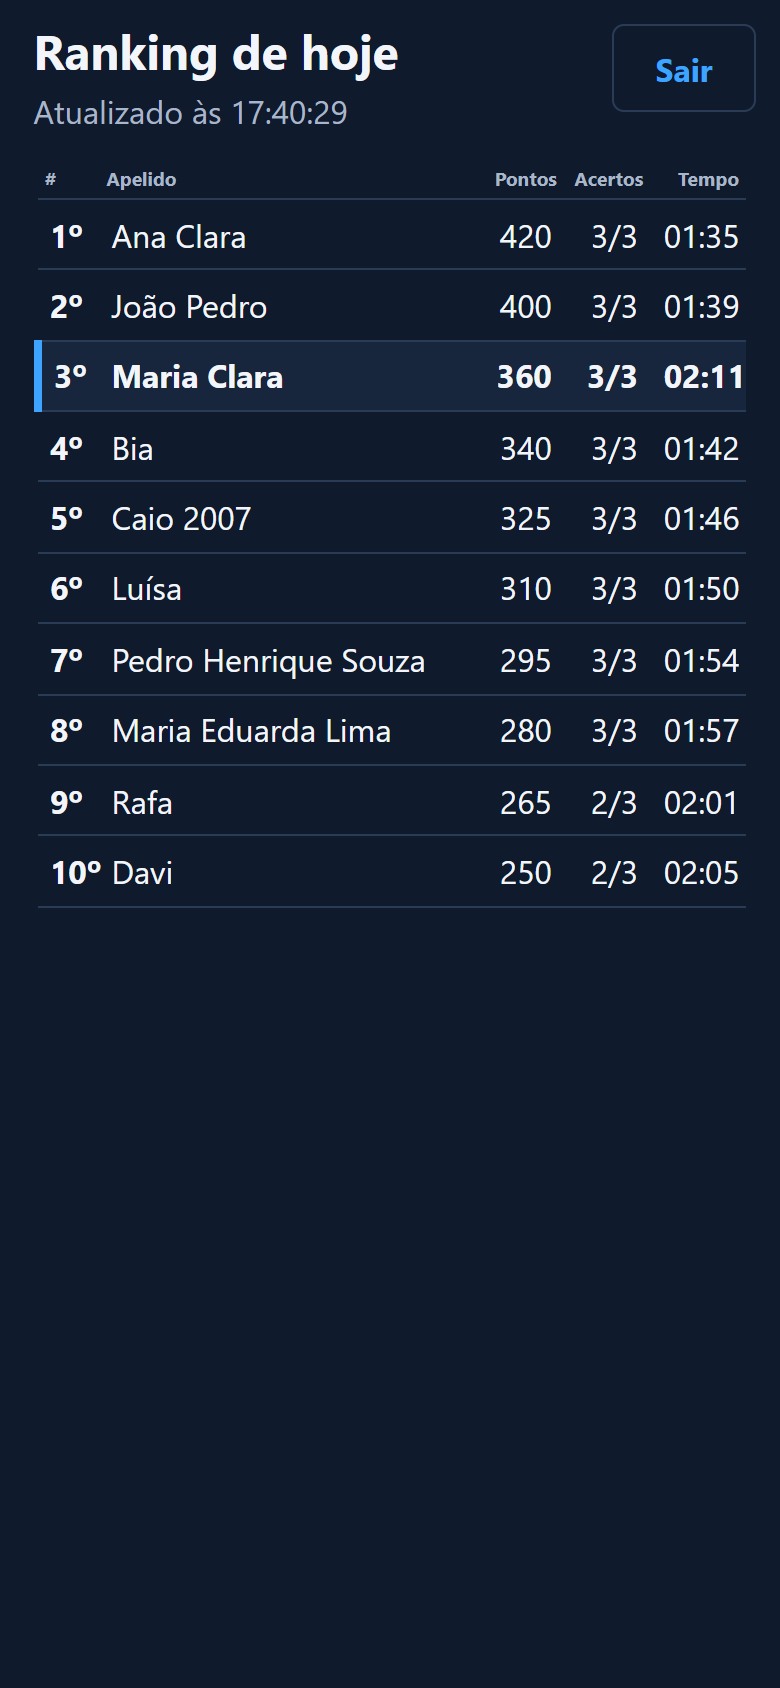 Ranking de hoje
Sair
Atualizado às 17:40:29
# Apelido Pontos Acertos Tempo
1º Ana Clara 420 3/3 01:35
2º João Pedro 400 3/3 01:39
3º Maria Clara 360 3/3 02:11
4º Bia 340 3/3 01:42
5º Caio 2007 325 3/3 01:46
6º Luísa 310 3/3 01:50
7º Pedro Henrique Souza 295 3/3 01:54
8º Maria Eduarda Lima 280 3/3 01:57
9º Rafa 265 2/3 02:01
10º Davi 250 2/3 02:05